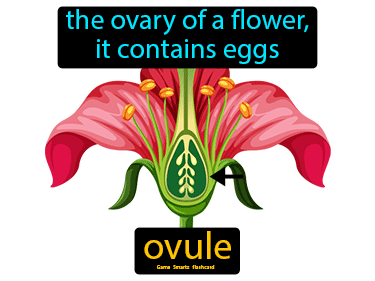 the ovary of a flower,
it contains eggs
ovule
Game Smartz flashcard